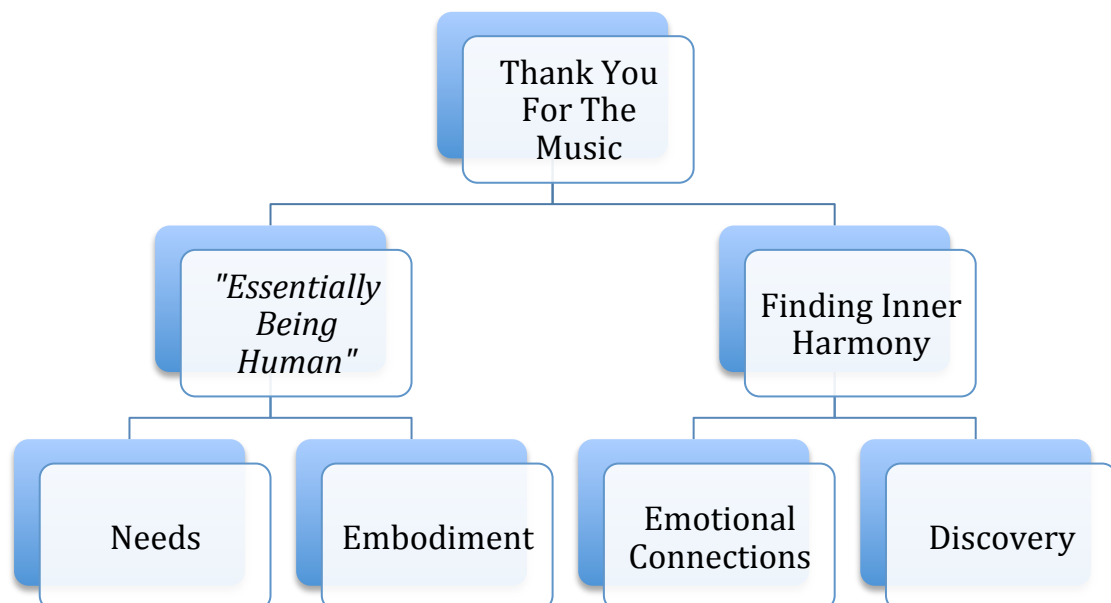 Thank You
For The
Music
"Essentially
Being
Human"
Finding Inner
Harmony
Needs
Embodiment
Emotional
Connections
Discovery